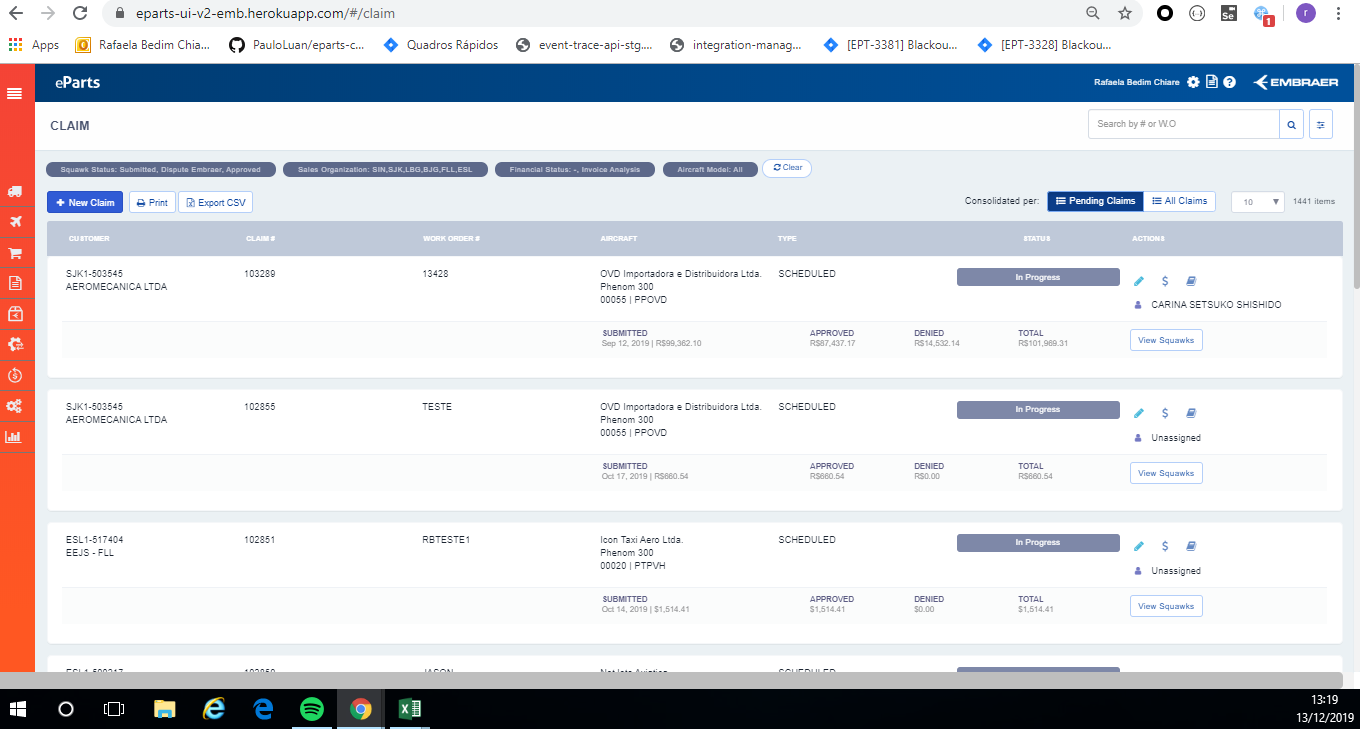 eparts-ui-v2-emb.herokuapp.com/#/claim
Se
1
r
Apps
Rafaela Bedim Chia...
PauloLuan/eparts-c...
Quadros Rápidos
event-trace-api-stg....
integration-manag...
[EPT-3381] Blackou...
[EPT-3328] Blackou...
eParts
Rafaela Bedim Chiare
EMBRAER
CLAIM
Search by # or W.O
Squawk Status: Submitted, Dispute Embraer, Approved
Sales Organization: SIN,SJK,LBG,BJG,FLL,ESL
Financial Status: -, Invoice Analysis
Aircraft Model: All
Clear
New Claim
Print
Export CSV
Consolidated per:
Pending Claims
All Claims
10
1441 items
CUSTOMER CLAIM # WORK ORDER # AIRCRAFT TYPE STATUS ACTIONS
SJK1-503545 103289 13428 OVD Importadora e Distribuidora Ltda. SCHEDULED In Progress
AEROMECANICA LTDA Phenom 300
00055 | PPOVD
CARINA SETSUKO SHISHIDO
SUBMITTED APPROVED DENIED TOTAL
Sep 12, 2019 | R$99,362.10 R$87,437.17 R$14,532.14 R$101,969.31
View Squawks
SJK1-503545 102855 TESTE OVD Importadora e Distribuidora Ltda. SCHEDULED In Progress
AEROMECANICA LTDA Phenom 300
00055 | PPOVD
Unassigned
SUBMITTED APPROVED DENIED TOTAL
Oct 17, 2019 | R$660.54 R$660.54 R$0.00 R$660.54
View Squawks
ESL1-517404 102851 RBTESTE1 Icon Taxi Aero Ltda. SCHEDULED In Progress
EEJS - FLL Phenom 300
00020 | PTPVH
Unassigned
SUBMITTED APPROVED DENIED TOTAL
Oct 14, 2019 | $1,514.41 $1,514.41 $0.00 $1,514.41
View Squawks
JASON SCHEDULED
13:19
13/12/2019